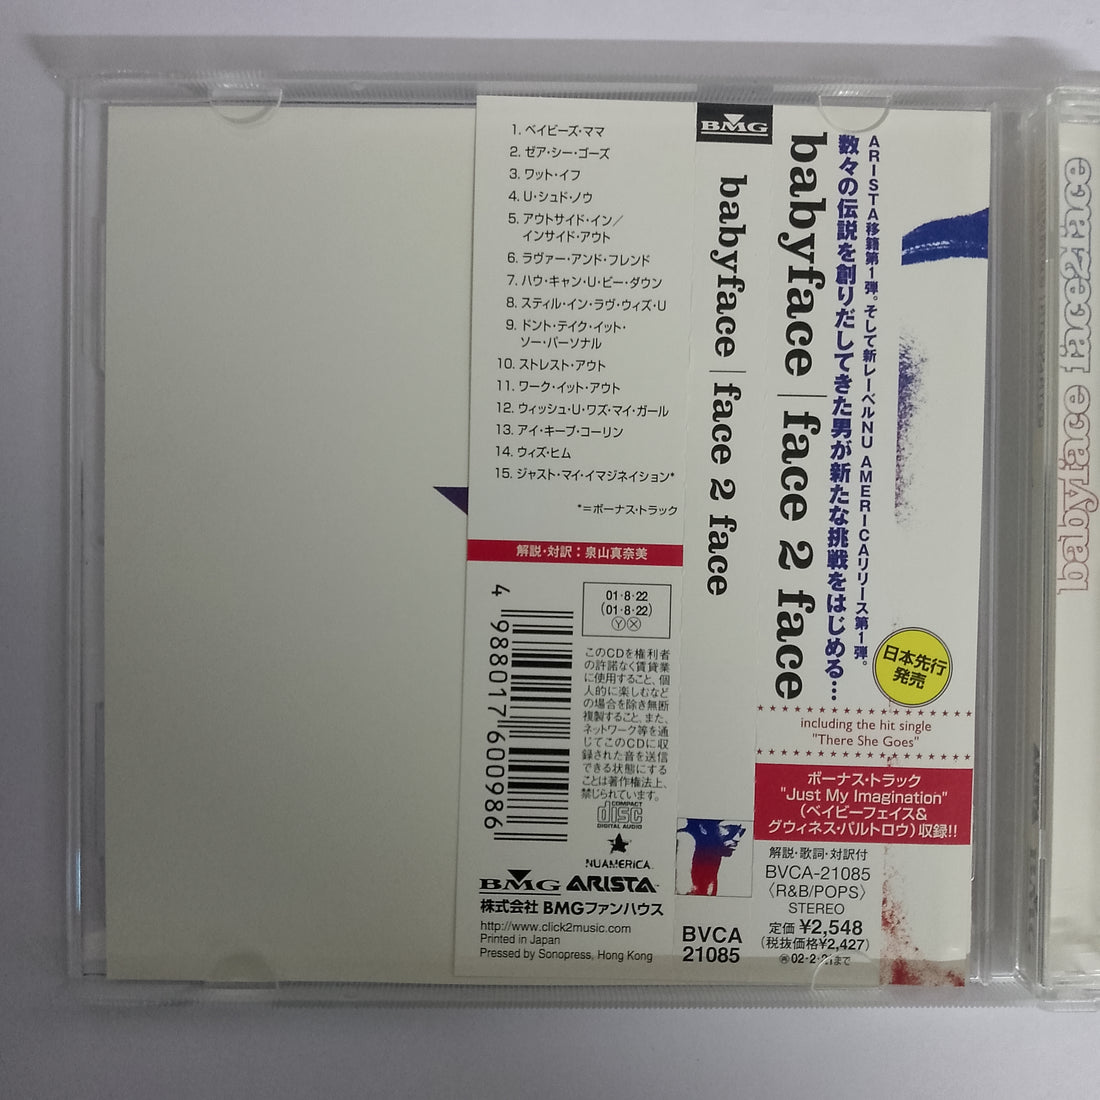 1. ベイビーズ・ママ
2. ゼア・シー・ゴーズ
3. ワット・イフ
4. U・シュド・ノウ
5. アウトサイド・イン／
インサイド・アウト
6. ラヴァー・アンド・フレンド
7. ハウ・キャン・U・ビー・ダウン
8. スティル・イン・ラヴ・ウィズ・U
9. ドント・テイク・イット・
ソー・パーソナル
10. ストレスト・アウト
11. ワーク・イット・アウト
12. ウィッシュ・U・ワズ・マイ・ガール
13. アイ・キープ・コーリン
14. ウィズ・ヒム
15. ジャスト・マイ・イマジネイション*
*＝ボーナス・トラック
解説・対訳：泉山真奈美
4 988017 600986
01・8・22
(01・8・22)
ⓎⓍ
このCDを権利者
の許諾なく賃貸業
に使用すること、個
人的に楽しむなど
の場合を除き無断
複製すること、また、
ネットワーク等を通
じてこのCDに収
録された音を送信
できる状態にする
ことは著作権法上、
禁じられています。
COMPACT
disc
DIGITAL AUDIO
NUAMERICA
BMG ARISTA
株式会社 BMGファンハウス
http://www.click2music.com
Printed in Japan
Pressed by Sonopress, Hong Kong
BMG
babyface | face 2 face
BVCA
21085
babyface | face 2 face
ARISTA移籍第1弾。そして新レーベルNU AMERICAリリース第1弾。
数々の伝説を創りだしてきた男が新たな挑戦をはじめる…
日本先行
発売
including the hit single
"There She Goes"
ボーナス・トラック
"Just My Imagination"
（ベイビーフェイス&
グウィネス・パルトロウ）収録!!
解説・歌詞・対訳付
BVCA-21085
〈R&B/POPS〉
STEREO
定価 ¥2,548
(税抜価格¥2,427)
㊢02・2・21まで
babyface face2face